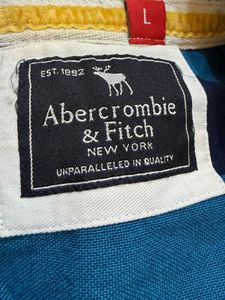 L
EST. 1892
Abercrombie
& Fitch
NEW YORK
UNPARALLELED IN QUALITY